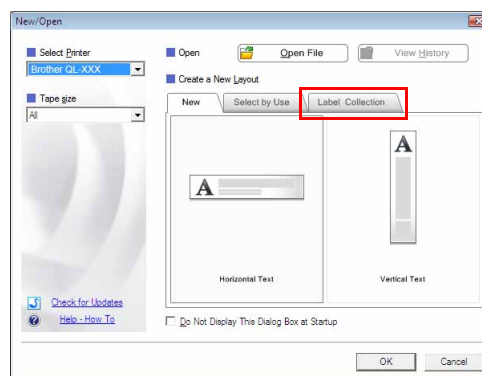 New/Open
Select Printer
Brother QL-XXX
Tape size
All
Check for Updates
Help - How To
Open
Open File
View History
Create a New Layout
New
Select by Use
Label Collection
A
A
Horizontal Text
Vertical Text
Do Not Display This Dialog Box at Startup
OK
Cancel